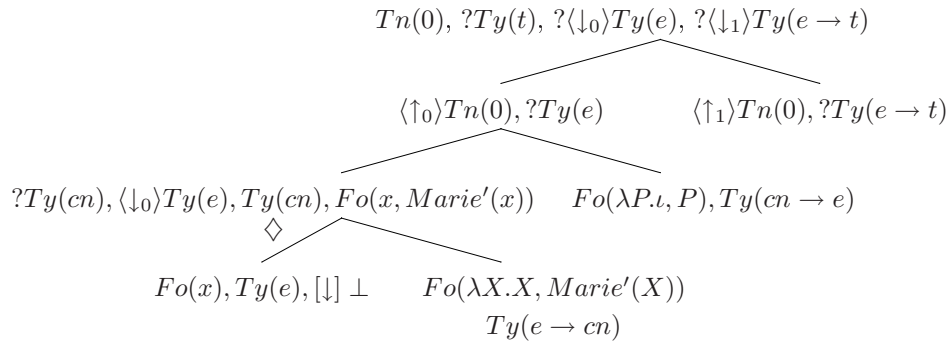 Tn(0), ?Ty(t), ?⟨↓₀⟩Ty(e), ?⟨↓₁⟩Ty(e → t)
⟨↑₀⟩Tn(0), ?Ty(e) ⟨↑₁⟩Tn(0), ?Ty(e → t)
?Ty(cn), ⟨↓₀⟩Ty(e), Ty(cn), Fo(x, Marie′(x)) Fo(λP.ι, P), Ty(cn → e)
♢
Fo(x), Ty(e), [↓] ⊥ Fo(λX.X, Marie′(X))
Ty(e → cn)